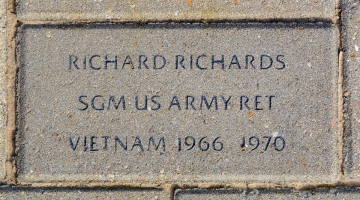 RICHARD RICHARDS
SGM US ARMY RET
VIETNAM 1966 1970